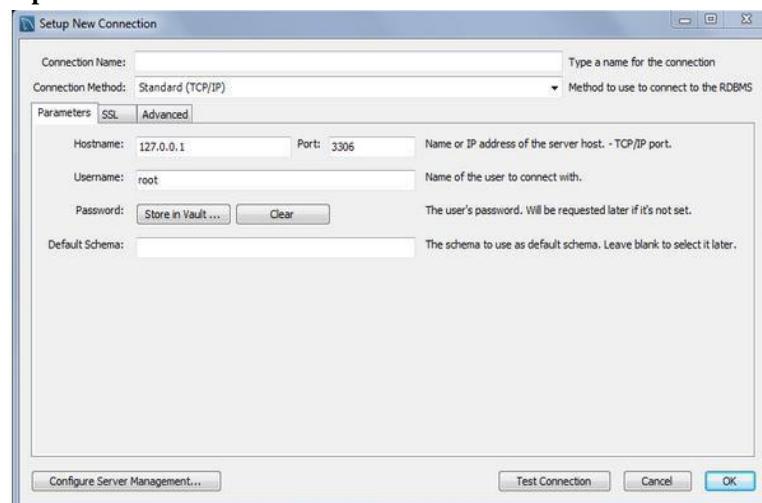 Setup New Connection
Connection Name: Type a name for the connection
Connection Method: Standard (TCP/IP) Method to use to connect to the RDBMS
Parameters SSL Advanced
Hostname: 127.0.0.1 Port: 3306 Name or IP address of the server host. - TCP/IP port.
Username: root Name of the user to connect with.
Password: Store in Vault ... Clear The user's password. Will be requested later if it's not set.
Default Schema: The schema to use as default schema. Leave blank to select it later.
Configure Server Management... Test Connection Cancel OK